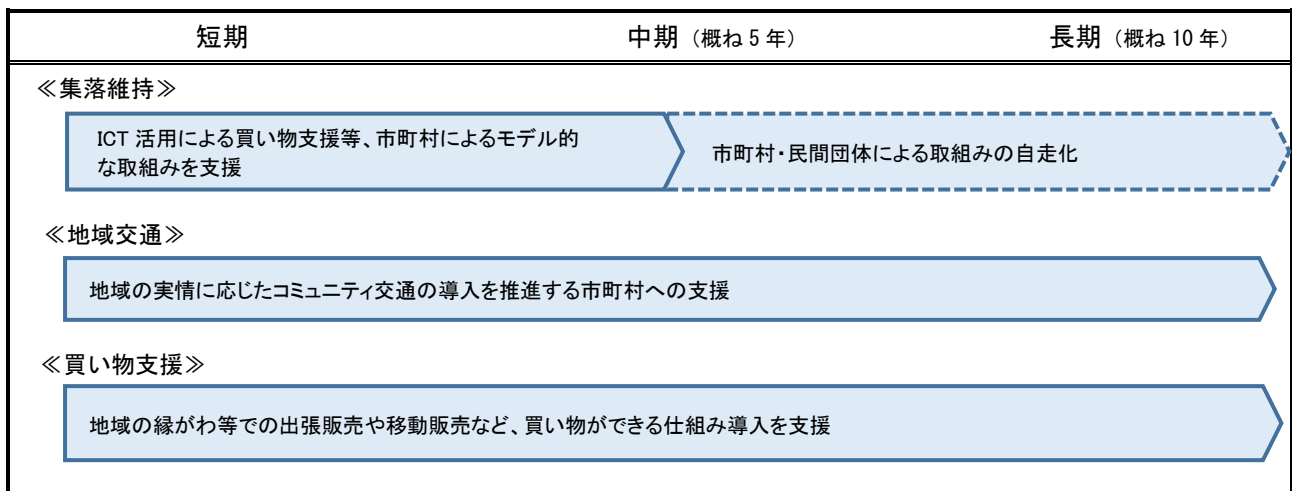 短期 中期（概ね 5 年） 長期（概ね 10 年）
≪集落維持≫
ICT 活用による買い物支援等、市町村によるモデル的
な取組みを支援
市町村・民間団体による取組みの自走化
≪地域交通≫
地域の実情に応じたコミュニティ交通の導入を推進する市町村への支援
≪買い物支援≫
地域の縁がわ等での出張販売や移動販売など、買い物ができる仕組み導入を支援